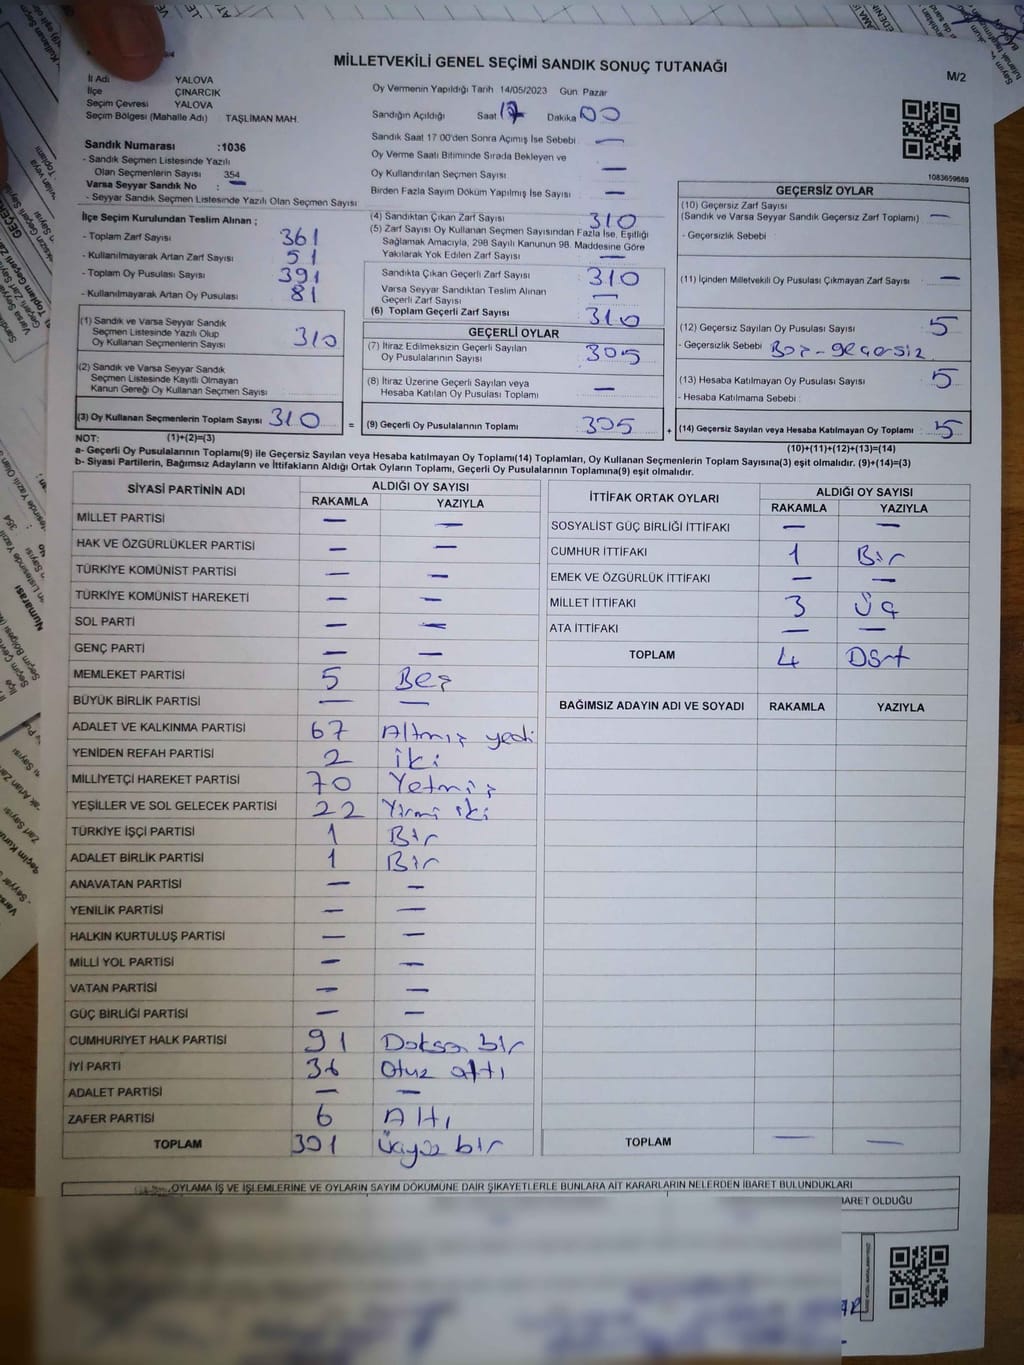 MİLLETVEKİLİ GENEL SEÇİMİ SANDIK SONUÇ TUTANAĞI
M/2
İl Adı YALOVA
İlçe ÇINARCIK
Seçim Çevresi YALOVA
Seçim Bölgesi (Mahalle Adı) TAŞLIMAN MAH.
Oy Vermenin Yapıldığı Tarih 14/05/2023 Gün: Pazar
Sandığın Açıldığı Saat 17 Dakika 00
Sandık Saat 17:00'den Sonra Açımış İse Sebebi —
Oy Verme Saati Bitiminde Sırada Bekleyen ve
Oy Kullandırılan Seçmen Sayısı —
Birden Fazla Sayım Döküm Yapılmış İse Sayısı —
1083659669
Sandık Numarası :1036
- Sandık Seçmen Listesinde Yazılı
Olan Seçmenlerin Sayısı 354
Varsa Seyyar Sandık No : —
- Seyyar Sandık Seçmen Listesinde Yazılı Olan Seçmen Sayısı
İlçe Seçim Kurulundan Teslim Alınan ;
- Toplam Zarf Sayısı 361
- Kullanılmayarak Artan Zarf Sayısı 51
- Toplam Oy Pusulası Sayısı 391
- Kullanılmayarak Artan Oy Pusulası 81
(1) Sandık ve Varsa Seyyar Sandık
Seçmen Listesinde Yazılı Olup
Oy Kullanan Seçmenlerin Sayısı 310
(2) Sandık ve Varsa Seyyar Sandık
Seçmen Listesinde Kayıtlı Olmayan
Kanun Gereği Oy Kullanan Seçmen Sayısı
(3) Oy Kullanan Seçmenlerin Toplam Sayısı 310 =
(4) Sandıktan Çıkan Zarf Sayısı 310
(5) Zarf Sayısı Oy Kullanan Seçmen Sayısından Fazla İse, Eşitliği
Sağlamak Amacıyla, 298 Sayılı Kanunun 98. Maddesine Göre
Yakılarak Yok Edilen Zarf Sayısı —
Sandıkta Çıkan Geçerli Zarf Sayısı 310
Varsa Seyyar Sandıktan Teslim Alınan
Geçerli Zarf Sayısı —
(6) Toplam Geçerli Zarf Sayısı 310
GEÇERLİ OYLAR
(7) İtiraz Edilmeksizin Geçerli Sayılan
Oy Pusulalarının Sayısı 305
(8) İtiraz Üzerine Geçerli Sayılan veya
Hesaba Katılan Oy Pusulası Toplamı —
(9) Geçerli Oy Pusulalarının Toplamı 305 +
GEÇERSİZ OYLAR
(10) Geçersiz Zarf Sayısı
(Sandık ve Varsa Seyyar Sandık Geçersiz Zarf Toplamı) —
- Geçersizlik Sebebi
(11) İçinden Milletvekili Oy Pusulası Çıkmayan Zarf Sayısı —
(12) Geçersiz Sayılan Oy Pusulası Sayısı 5
- Geçersizlik Sebebi Boş-geçersiz
(13) Hesaba Katılmayan Oy Pusulası Sayısı 5
- Hesaba Katılmama Sebebi :
(14) Geçersiz Sayılan veya Hesaba Katılmayan Oy Toplamı 5
NOT: (1)+(2)=(3) (10)+(11)+(12)+(13)=(14)
a- Geçerli Oy Pusulalarının Toplamı(9) ile Geçersiz Sayılan veya Hesaba katılmayan Oy Toplamı(14) Toplamları, Oy Kullanan Seçmenlerin Toplam Sayısına(3) eşit olmalıdır. (9)+(14)=(3)
b- Siyasi Partilerin, Bağımsız Adayların ve İttifakların Aldığı Ortak Oyların Toplamı, Geçerli Oy Pusulalarının Toplamına(9) eşit olmalıdır.
SİYASİ PARTİNİN ADI ALDIĞI OY SAYISI
RAKAMLA YAZIYLA
MİLLET PARTİSİ — —
HAK VE ÖZGÜRLÜKLER PARTİSİ — —
TÜRKİYE KOMÜNİST PARTİSİ — —
TÜRKİYE KOMÜNİST HAREKETİ — —
SOL PARTİ — —
GENÇ PARTİ — —
MEMLEKET PARTİSİ 5 Beş
BÜYÜK BİRLİK PARTİSİ — —
ADALET VE KALKINMA PARTİSİ 67 Altmış yedi
YENİDEN REFAH PARTİSİ 2 iki
MİLLİYETÇİ HAREKET PARTİSİ 70 Yetmiş
YEŞİLLER VE SOL GELECEK PARTİSİ 22 Yirmi iki
TÜRKİYE İŞÇİ PARTİSİ 1 Bir
ADALET BİRLİK PARTİSİ 1 Bir
ANAVATAN PARTİSİ — —
YENİLİK PARTİSİ — —
HALKIN KURTULUŞ PARTİSİ — —
MİLLİ YOL PARTİSİ — —
VATAN PARTİSİ — —
GÜÇ BİRLİĞİ PARTİSİ — —
CUMHURİYET HALK PARTİSİ 91 Doksan bir
İYİ PARTİ 36 Otuz altı
ADALET PARTİSİ — —
ZAFER PARTİSİ 6 Altı
TOPLAM 301 Üçyüz bir
İTTİFAK ORTAK OYLARI ALDIĞI OY SAYISI
RAKAMLA YAZIYLA
SOSYALİST GÜÇ BİRLİĞİ İTTİFAKI — —
CUMHUR İTTİFAKI 1 Bir
EMEK VE ÖZGÜRLÜK İTTİFAKI — —
MİLLET İTTİFAKI 3 Üç
ATA İTTİFAKI — —
TOPLAM 4 Dört
BAĞIMSIZ ADAYIN ADI VE SOYADI RAKAMLA YAZIYLA
TOPLAM — —
OYLAMA İŞ VE İŞLEMLERİNE VE OYLARIN SAYIM DÖKÜMÜNE DAİR ŞİKAYETLERLE BUNLARA AİT KARARLARIN NELERDEN İBARET BULUNDUKLARI
BARET OLDUĞU